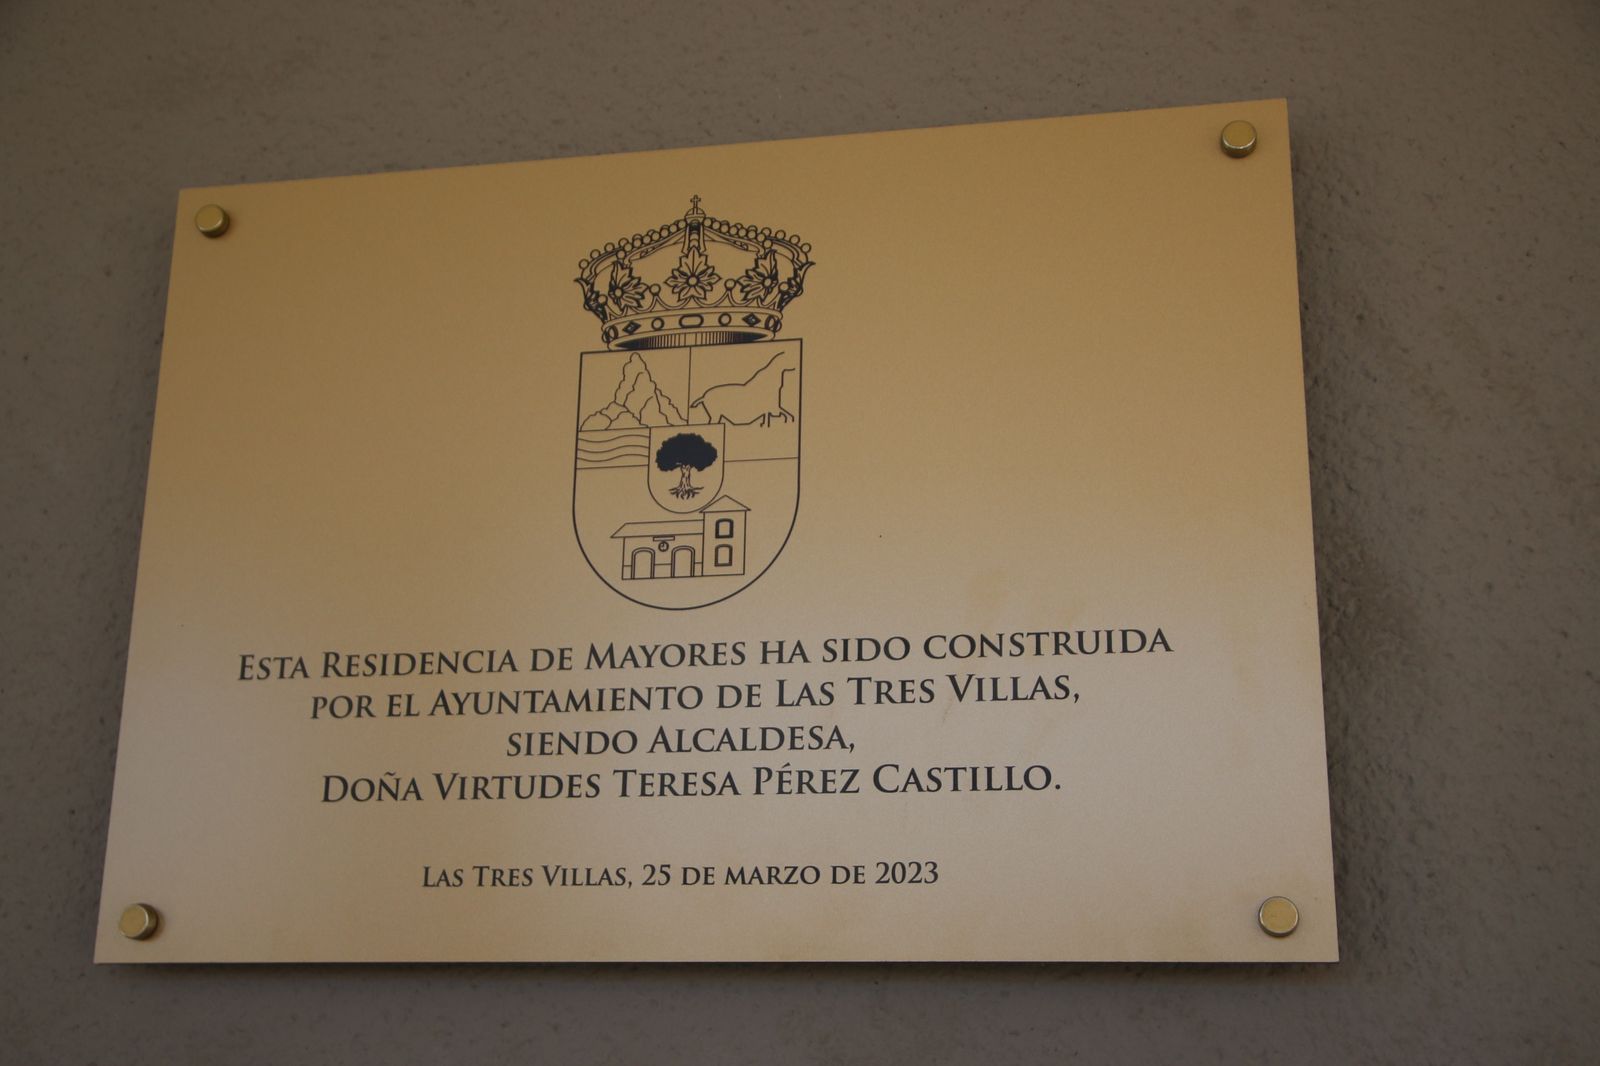 Esta Residencia de Mayores ha sido construida
por el Ayuntamiento de Las Tres Villas,
siendo Alcaldesa,
Doña Virtudes Teresa Pérez Castillo.
Las Tres Villas, 25 de marzo de 2023